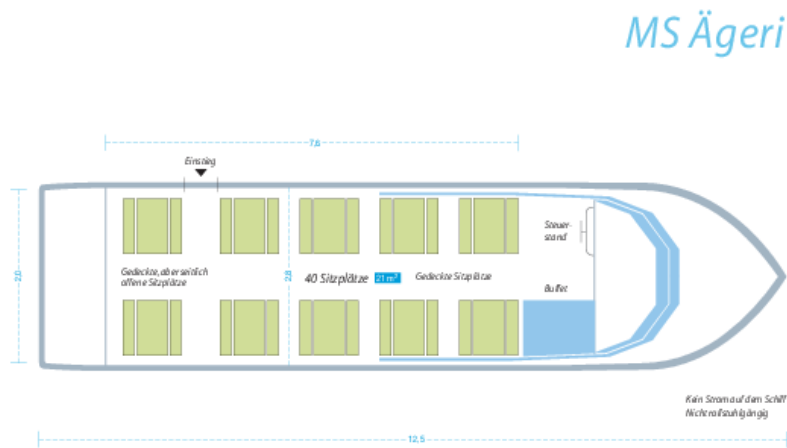 MS Ägeri
7,6
Einstieg
Steuer-
stand
Gedeckte, aber seitlich
offene Sitzplätze
2,0
2,8
40 Sitzplätze
21 m²
Gedeckte Sitzplätze
Buffet
Kein Strom auf dem Schiff
Nicht rollstuhlgängig
12,5